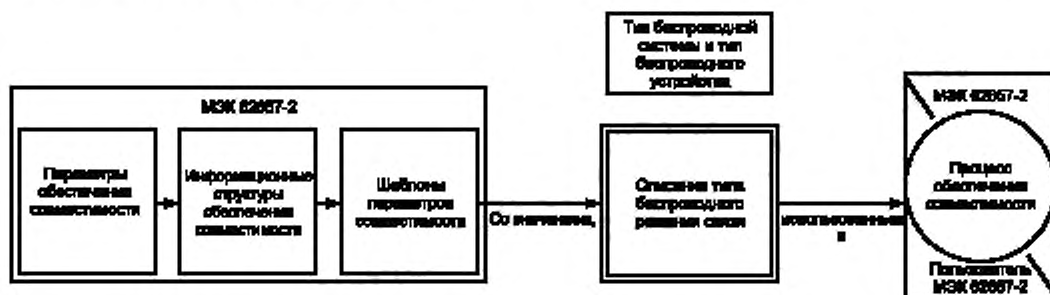 Тип беспроводной
системы и тип
беспроводного
устройства
МЭК 62657-2
Параметры
обеспечения
совместимости
Информационные
структуры
обеспечения
совместимости
Шаблоны
параметров
совместимости
Со значениями,
Описание типа
беспроводного
решения связи
использованными
в
МЭК 62657-2
Процесс
обеспечения
совместимости
Пользователь
МЭК 62657-2